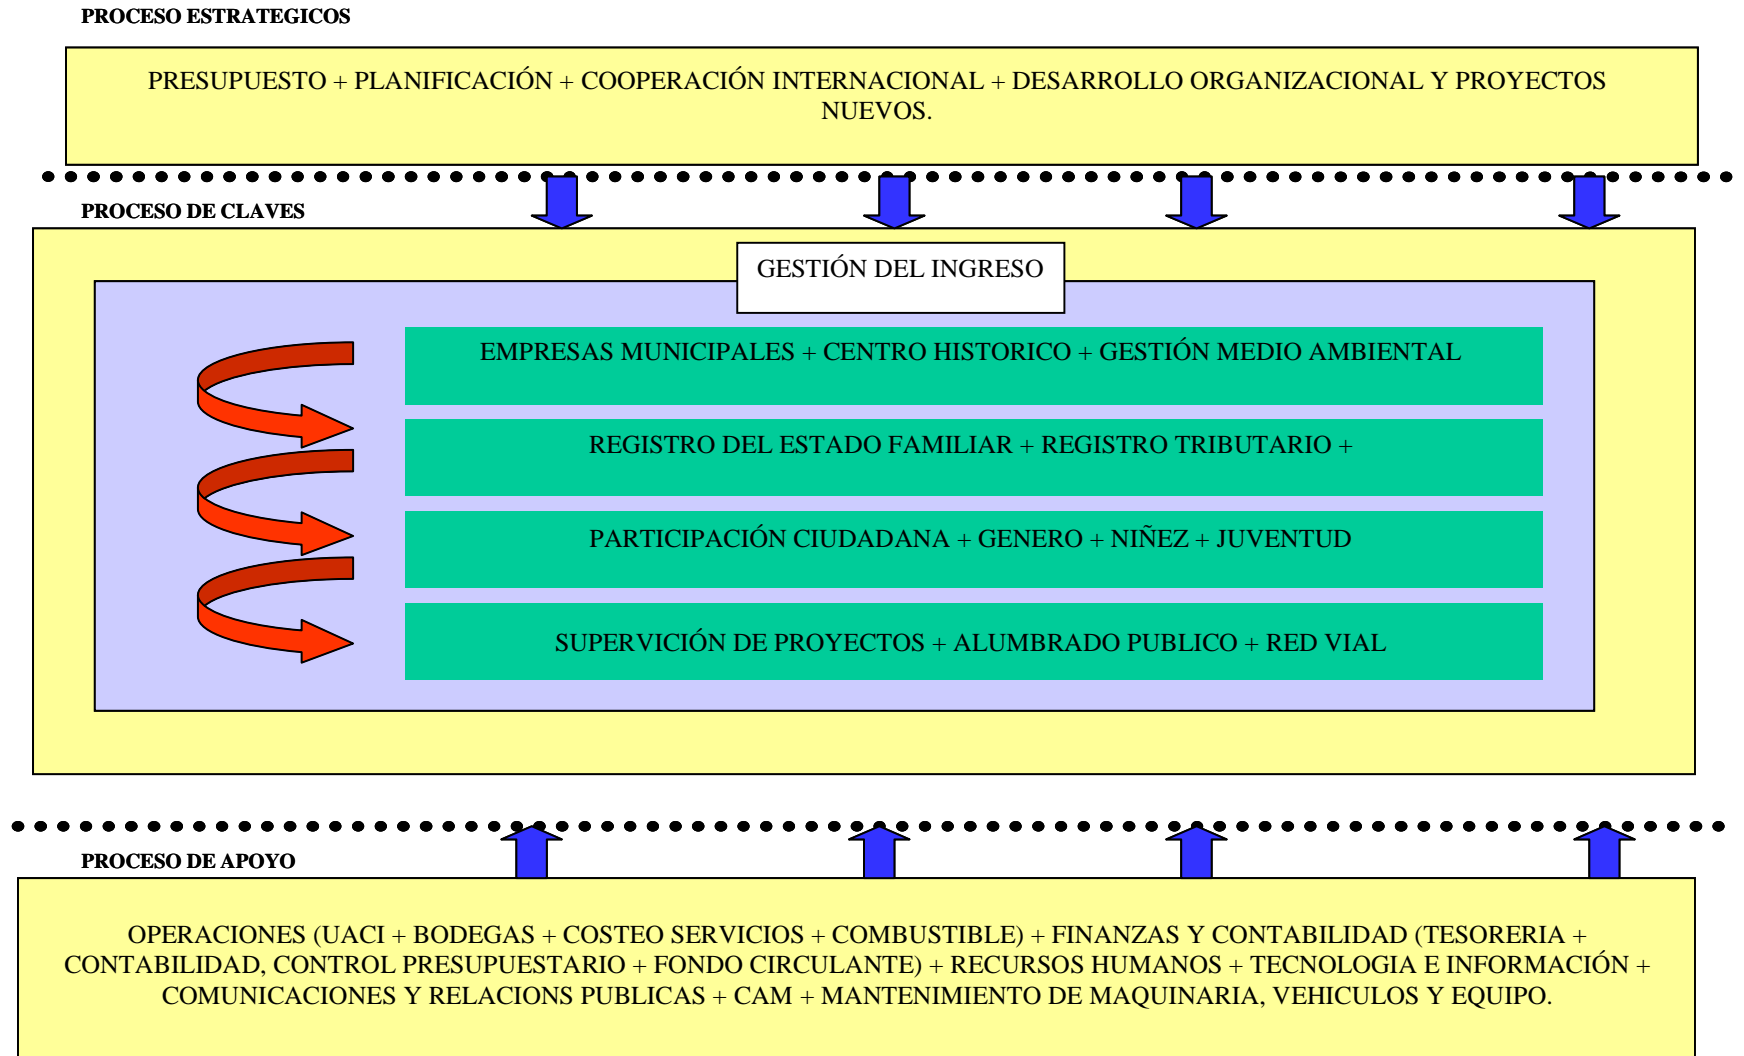 PROCESO ESTRATEGICOS
PRESUPUESTO + PLANIFICACIÓN + COOPERACIÓN INTERNACIONAL + DESARROLLO ORGANIZACIONAL Y PROYECTOS
NUEVOS.
PROCESO DE CLAVES
GESTIÓN DEL INGRESO
EMPRESAS MUNICIPALES + CENTRO HISTORICO + GESTIÓN MEDIO AMBIENTAL
REGISTRO DEL ESTADO FAMILIAR + REGISTRO TRIBUTARIO +
PARTICIPACIÓN CIUDADANA + GENERO + NIÑEZ + JUVENTUD
SUPERVICIÓN DE PROYECTOS + ALUMBRADO PUBLICO + RED VIAL
PROCESO DE APOYO
OPERACIONES (UACI + BODEGAS + COSTEO SERVICIOS + COMBUSTIBLE) + FINANZAS Y CONTABILIDAD (TESORERIA +
CONTABILIDAD, CONTROL PRESUPUESTARIO + FONDO CIRCULANTE) + RECURSOS HUMANOS + TECNOLOGIA E INFORMACIÓN +
COMUNICACIONES Y RELACIONS PUBLICAS + CAM + MANTENIMIENTO DE MAQUINARIA, VEHICULOS Y EQUIPO.